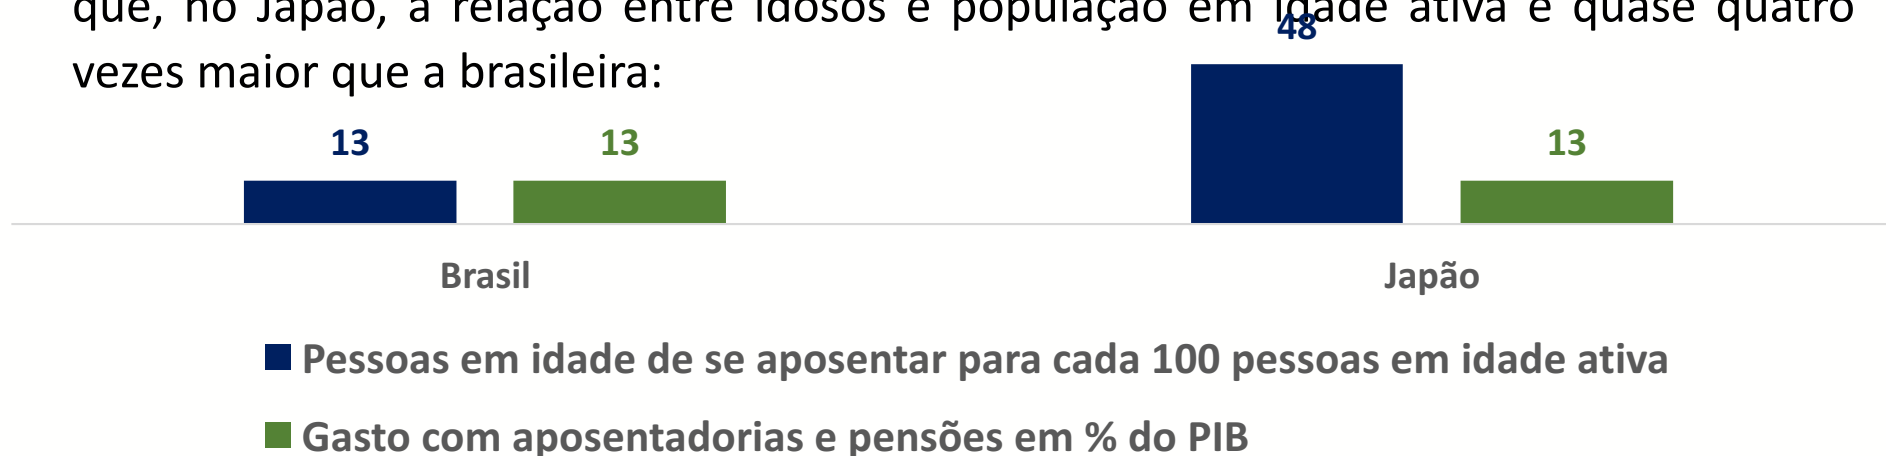 que, no Japão, a relação entre idosos e população em idade ativa é quase quatro
48
vezes maior que a brasileira:
13 13 13
Brasil Japão
Pessoas em idade de se aposentar para cada 100 pessoas em idade ativa
Gasto com aposentadorias e pensões em % do PIB